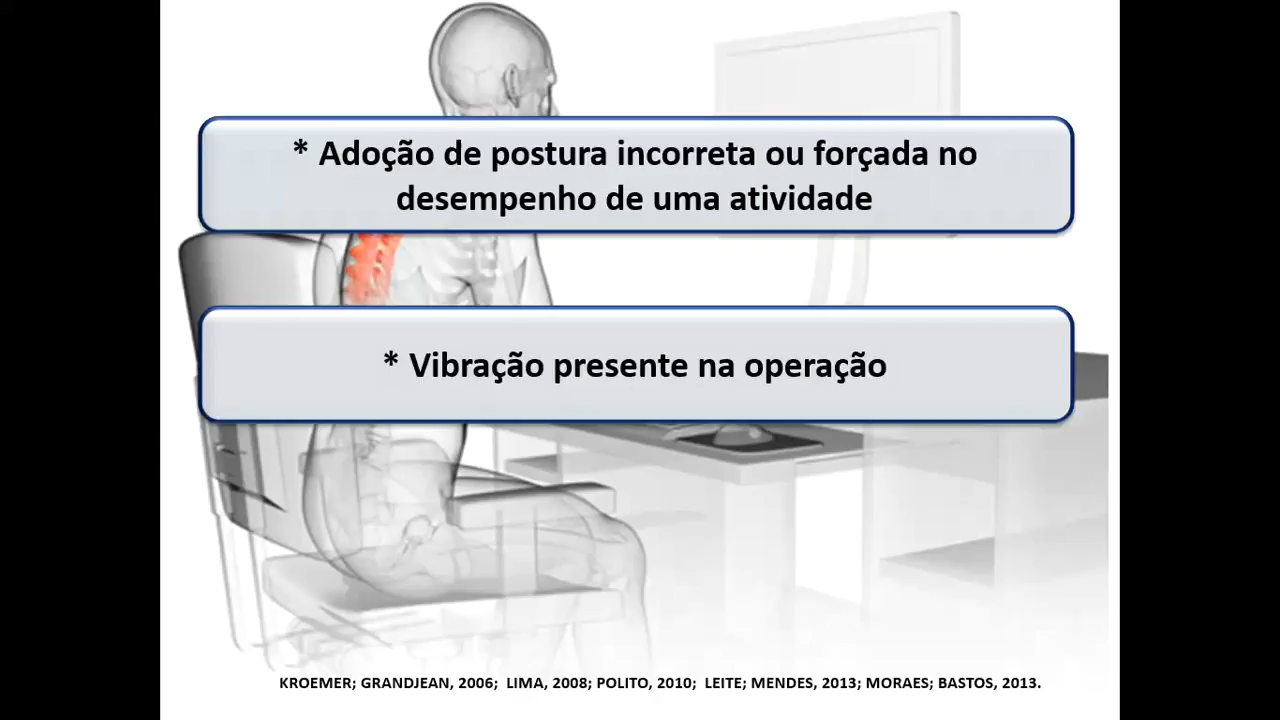 * Adoção de postura incorreta ou forçada no
desempenho de uma atividade
* Vibração presente na operação
KROEMER; GRANDJEAN, 2006; LIMA, 2008; POLITO, 2010; LEITE; MENDES, 2013; MORAES; BASTOS, 2013.